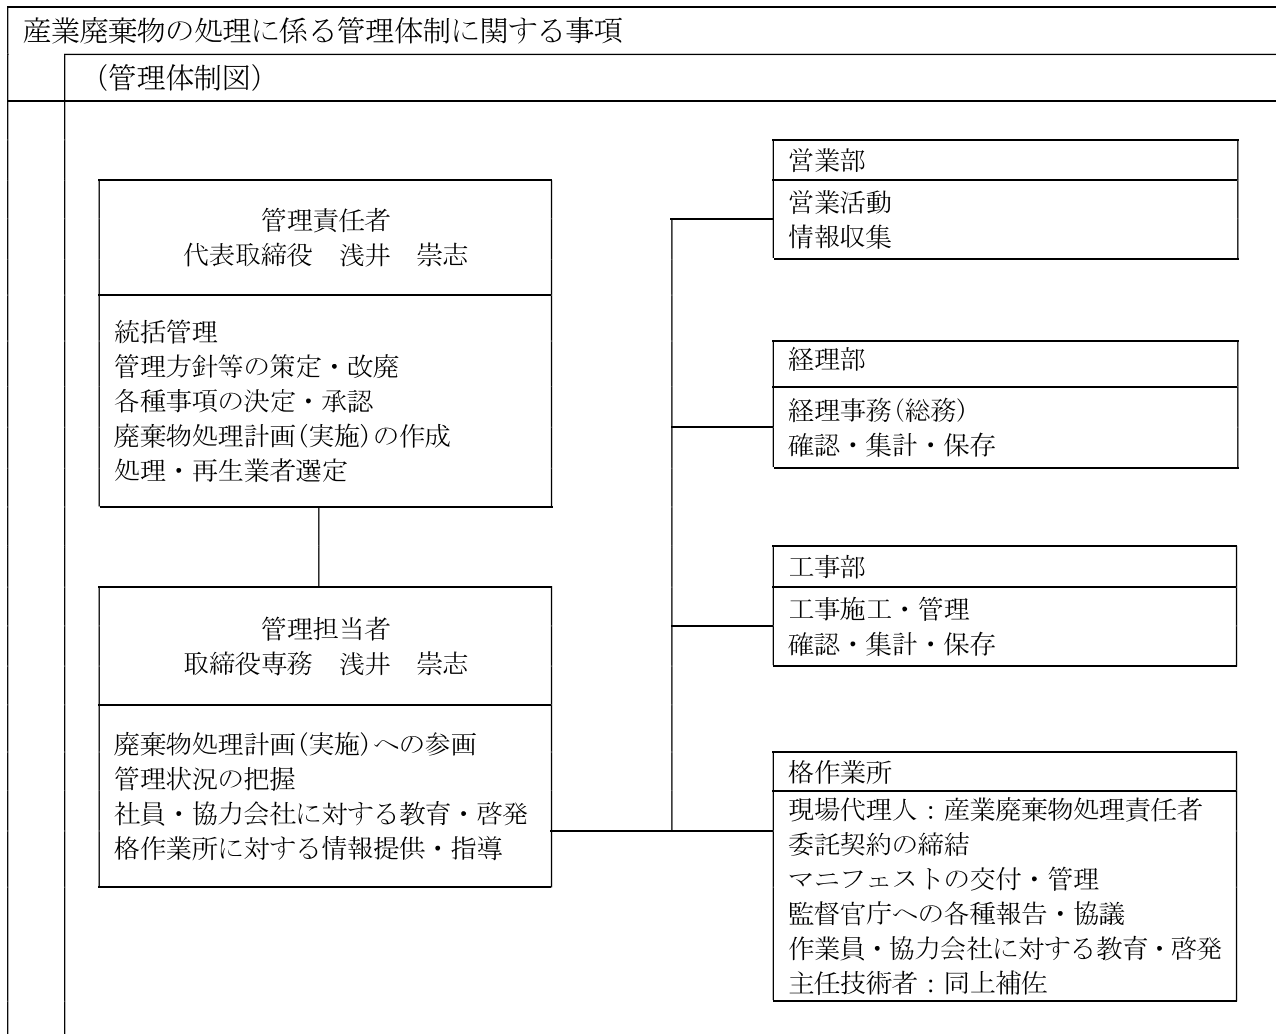 産業廃棄物の処理に係る管理体制に関する事項
（管理体制図）
管理責任者
代表取締役　浅井　崇志
統括管理
管理方針等の策定・改廃
各種事項の決定・承認
廃棄物処理計画(実施)の作成
処理・再生業者選定
管理担当者
取締役専務　浅井　崇志
廃棄物処理計画(実施)への参画
管理状況の把握
社員・協力会社に対する教育・啓発
格作業所に対する情報提供・指導
営業部
営業活動
情報収集
経理部
経理事務(総務)
確認・集計・保存
工事部
工事施工・管理
確認・集計・保存
格作業所
現場代理人：産業廃棄物処理責任者
委託契約の締結
マニフェストの交付・管理
監督官庁への各種報告・協議
作業員・協力会社に対する教育・啓発
主任技術者：同上補佐